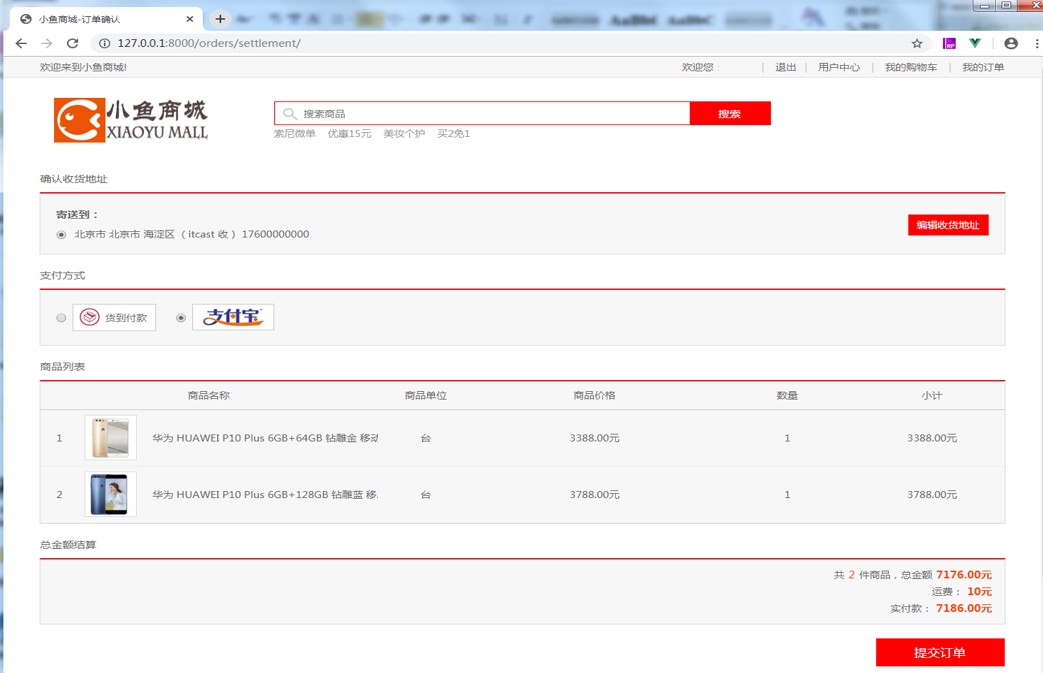 小鱼商城-订单确认
127.0.0.1:8000/orders/settlement/
欢迎来到小鱼商城!
欢迎您： | 退出 | 用户中心 | 我的购物车 | 我的订单
小鱼商城
XIAOYU MALL
搜索商品 搜索
索尼微单 优惠15元 美妆个护 买2免1
确认收货地址
寄送到：
北京市 北京市 海淀区 （ itcast 收 ）17600000000 编辑收货地址
支付方式
货到付款 支付宝
商品列表
商品名称 商品单位 商品价格 数量 小计
1 华为 HUAWEI P10 Plus 6GB+64GB 钻雕金 移动 台 3388.00元 1 3388.00元
2 华为 HUAWEI P10 Plus 6GB+128GB 钻雕蓝 移 台 3788.00元 1 3788.00元
总金额结算
共 2 件商品，总金额 7176.00元
运费： 10元
实付款： 7186.00元
提交订单